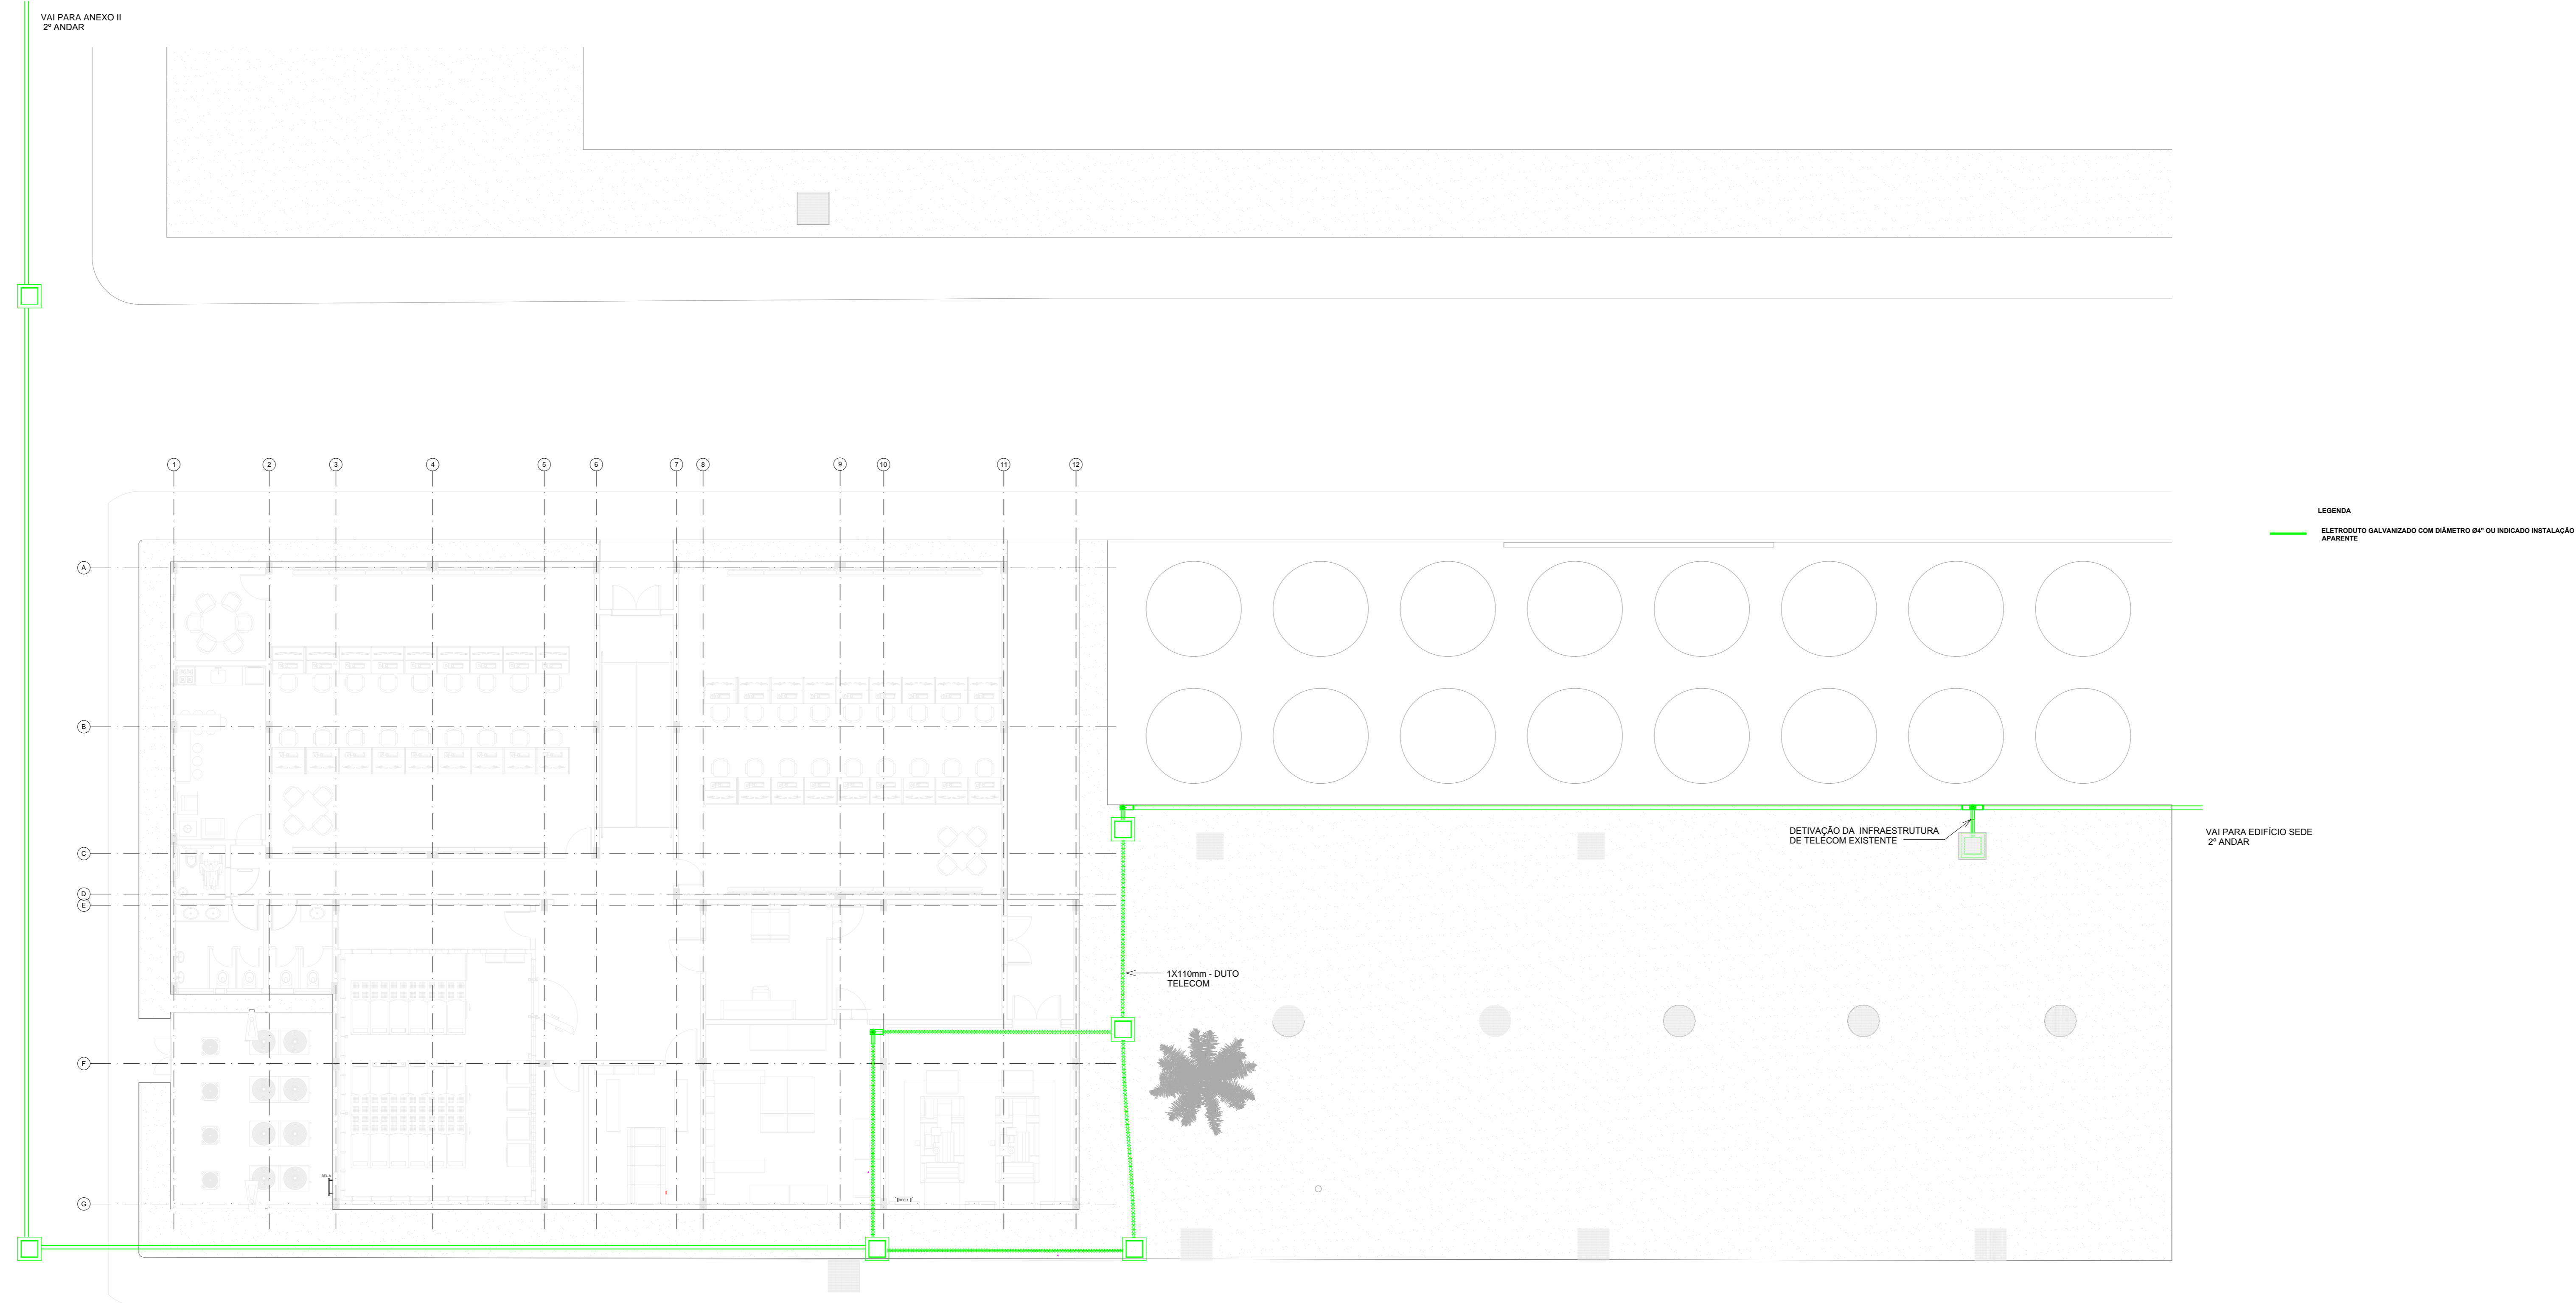 VAI PARA ANEXO II
2º ANDAR
1
2
3
4
5
6
7
8
9
10
11
12
LEGENDA
ELETRODUTO GALVANIZADO COM DIÂMETRO Ø4" OU INDICADO INSTALAÇÃO
APARENTE
A
B
C
D
E
F
G
DETIVAÇÃO DA INFRAESTRUTURA
DE TELECOM EXISTENTE
VAI PARA EDIFÍCIO SEDE
2º ANDAR
1X110mm - DUTO
TELECOM